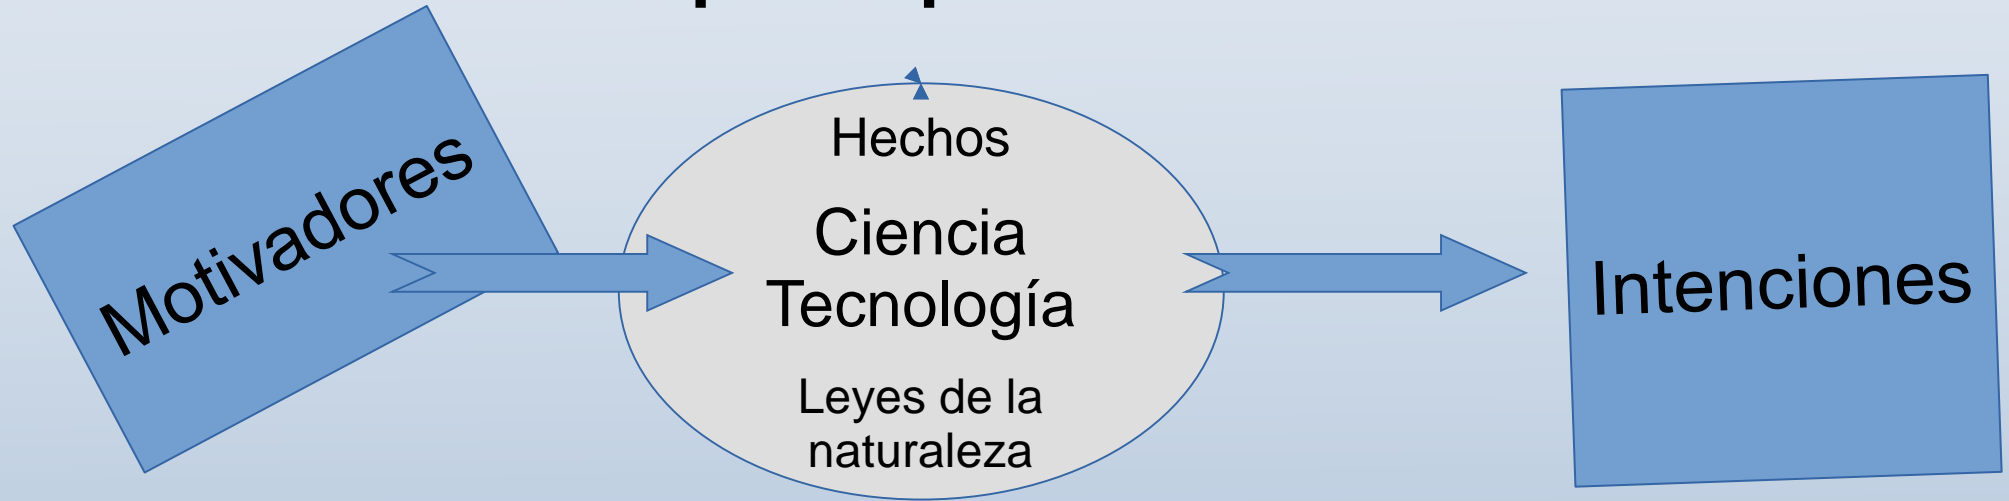 Motivadores
Hechos
Ciencia
Tecnología
Leyes de la
naturaleza
Intenciones